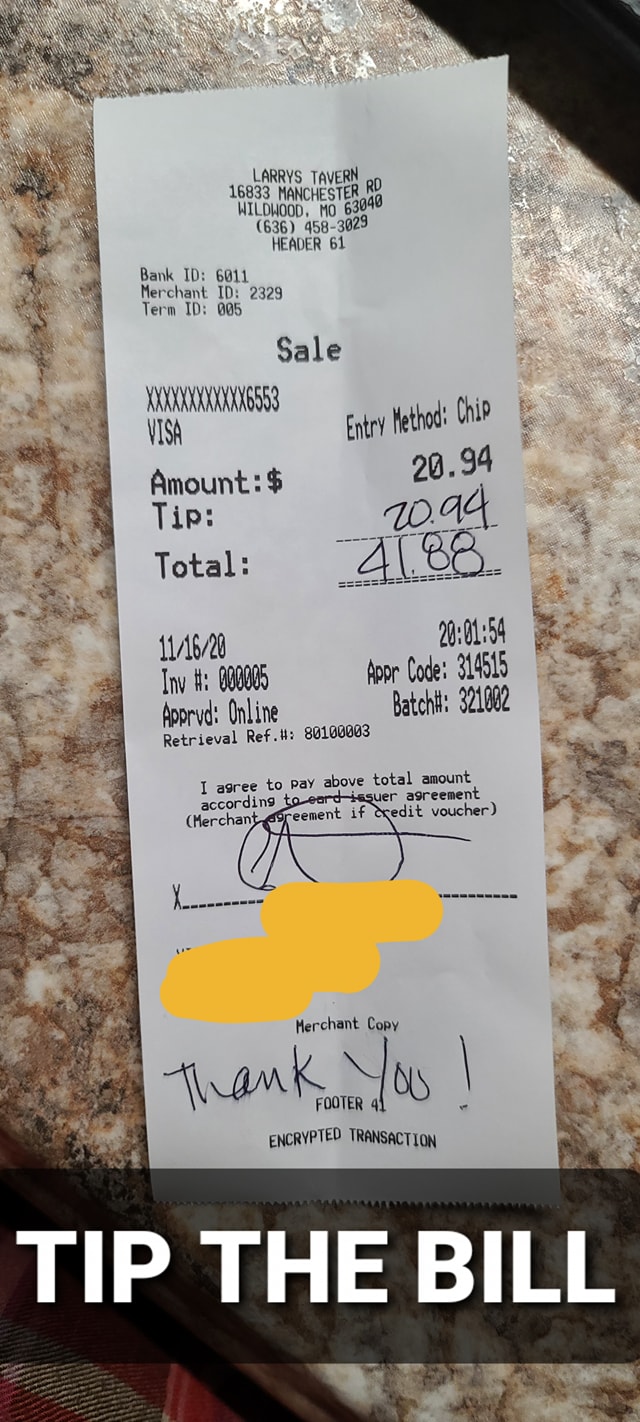 LARRYS TAVERN
16833 MANCHESTER RD
WILDWOOD, MO 63040
(636) 458-3029
HEADER 61
Bank ID: 6011
Merchant ID: 2329
Term ID: 005
Sale
XXXXXXXXXXXX6553
VISA Entry Method: Chip
Amount:$ 20.94
Tip: 20.94
Total: 41.88
11/16/20 20:01:54
Inv #: 000005 Appr Code: 314515
Apprvd: Online Batch#: 321002
Retrieval Ref.#: 80100003
I agree to pay above total amount
according to card issuer agreement
(Merchant agreement if credit voucher)
X
Merchant Copy
Thank You!
FOOTER 41
ENCRYPTED TRANSACTION
TIP THE BILL